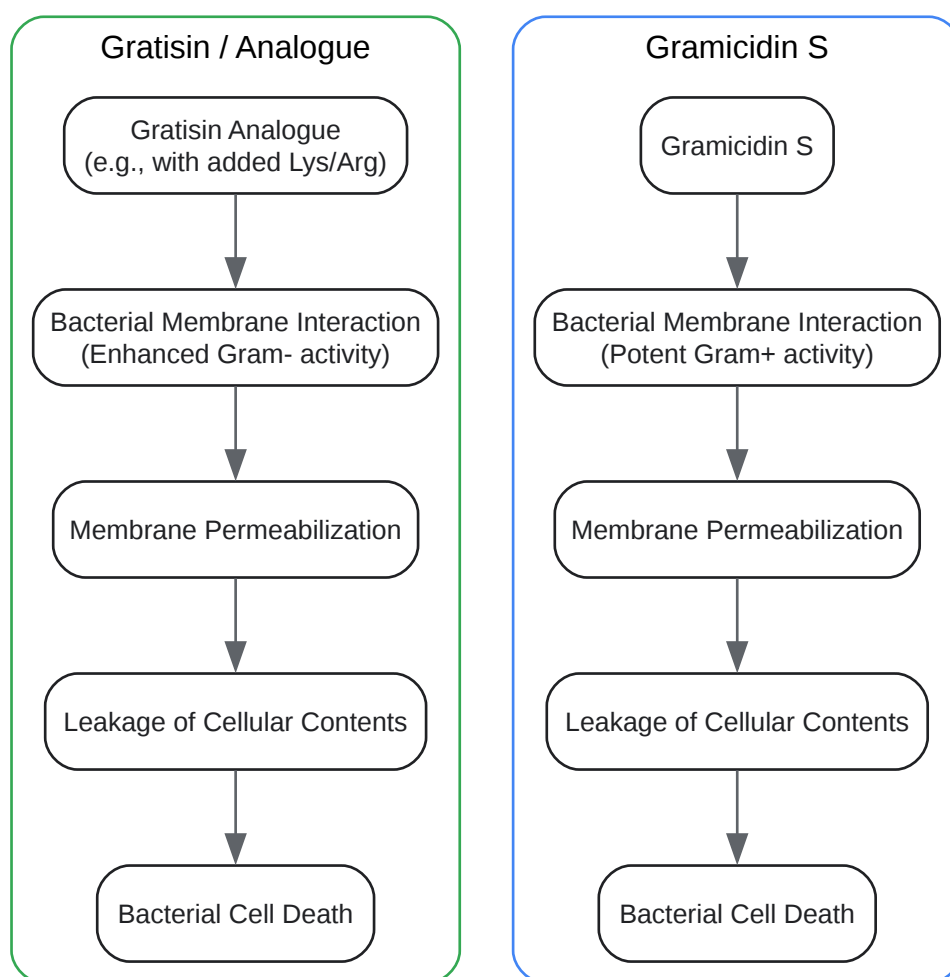 Gratisin / Analogue
Gratisin Analogue
(e.g., with added Lys/Arg)
Bacterial Membrane Interaction
(Enhanced Gram- activity)
Membrane Permeabilization
Leakage of Cellular Contents
Bacterial Cell Death
Gramicidin S
Gramicidin S
Bacterial Membrane Interaction
(Potent Gram+ activity)
Membrane Permeabilization
Leakage of Cellular Contents
Bacterial Cell Death